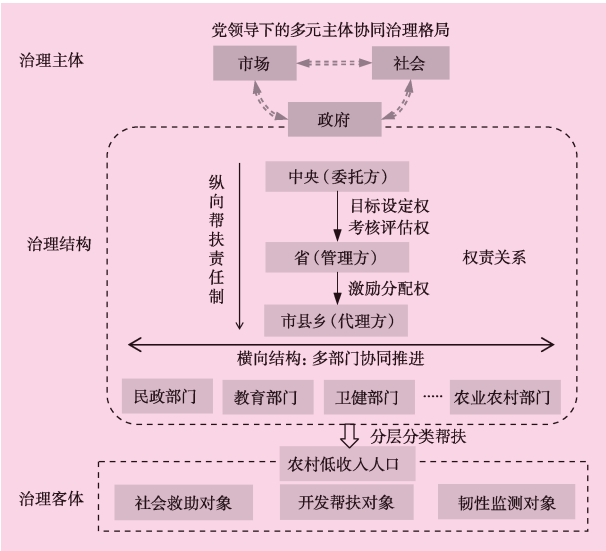 党领导下的多元主体协同治理格局
治理主体
市场
社会
政府
纵向帮扶责任制
中央（委托方）
目标设定权
考核评估权
治理结构
省（管理方）
权责关系
激励分配权
市县乡（代理方）
横向结构：多部门协同推进
民政部门
教育部门
卫健部门
·····
农业农村部门
分层分类帮扶
农村低收入人口
治理客体
社会救助对象
开发帮扶对象
韧性监测对象